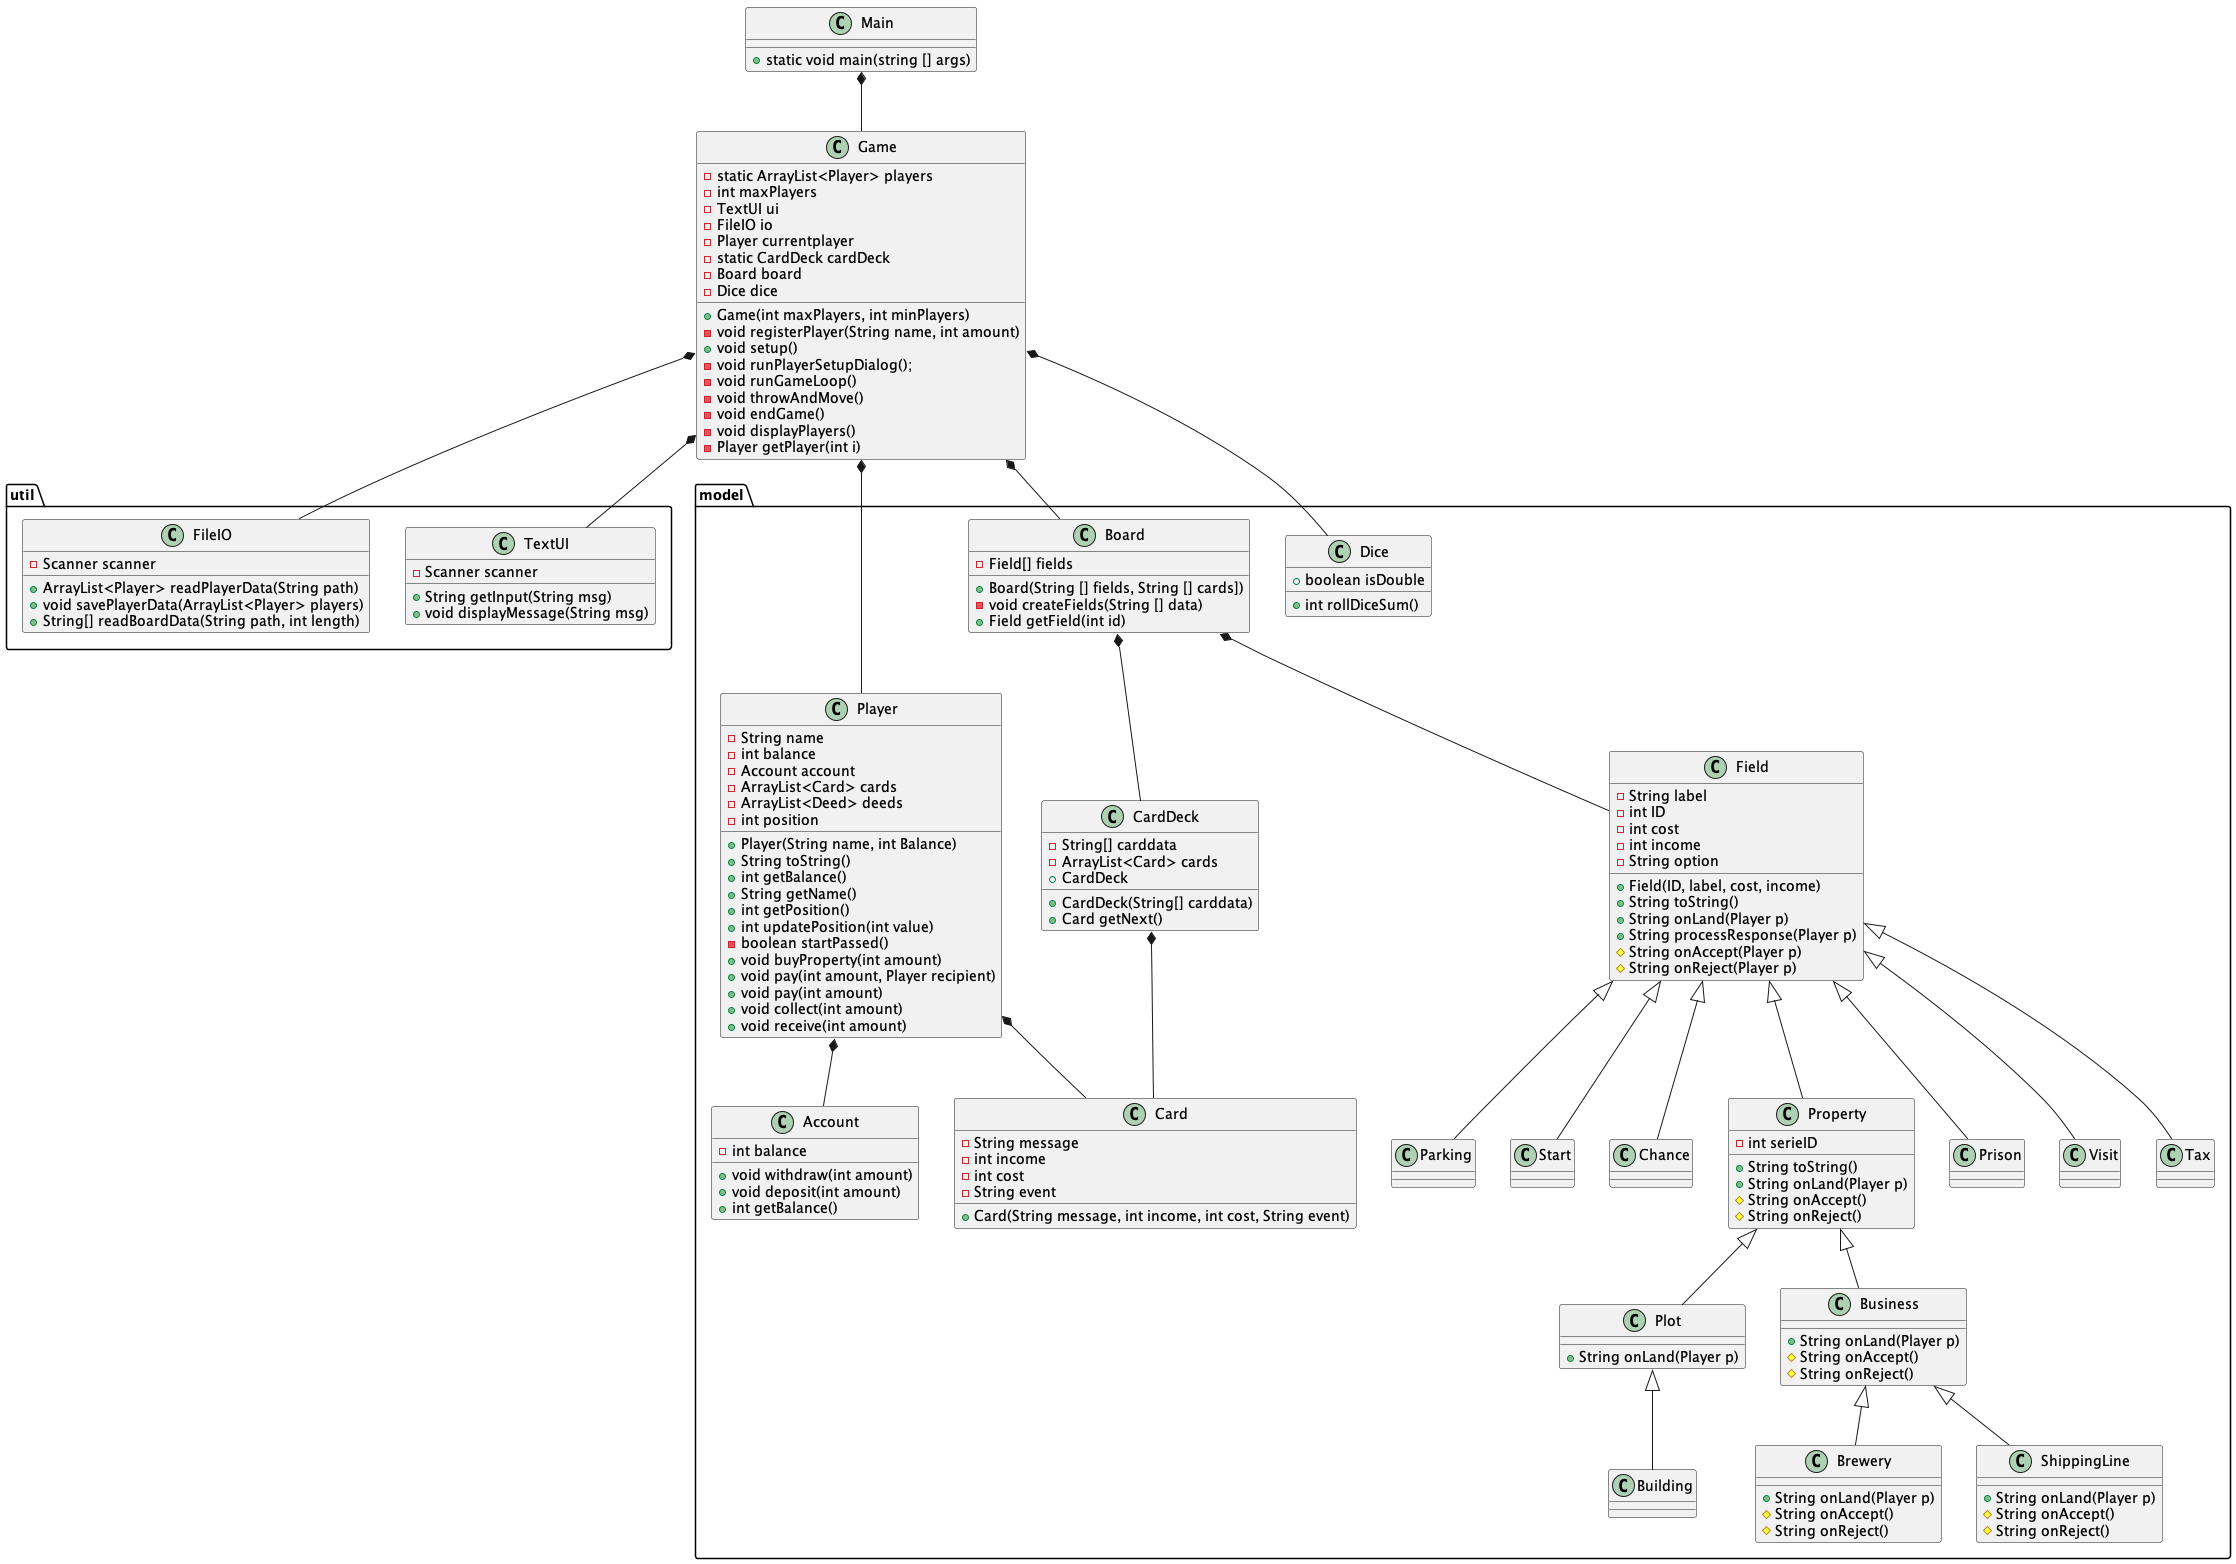 C Main
static void main(string [] args)
C Game
static ArrayList<Player> players
int maxPlayers
TextUI ui
FileIO io
Player currentplayer
static CardDeck cardDeck
Board board
Dice dice
Game(int maxPlayers, int minPlayers)
void registerPlayer(String name, int amount)
void setup()
void runPlayerSetupDialog();
void runGameLoop()
void throwAndMove()
void endGame()
void displayPlayers()
Player getPlayer(int i)
util
C FileIO
Scanner scanner
ArrayList<Player> readPlayerData(String path)
void savePlayerData(ArrayList<Player> players)
String[] readBoardData(String path, int length)
C TextUI
Scanner scanner
String getInput(String msg)
void displayMessage(String msg)
model
C Board
Field[] fields
Board(String [] fields, String [] cards])
void createFields(String [] data)
Field getField(int id)
C Dice
boolean isDouble
int rollDiceSum()
C Player
String name
int balance
Account account
ArrayList<Card> cards
ArrayList<Deed> deeds
int position
Player(String name, int Balance)
String toString()
int getBalance()
String getName()
int getPosition()
int updatePosition(int value)
boolean startPassed()
void buyProperty(int amount)
void pay(int amount, Player recipient)
void pay(int amount)
void collect(int amount)
void receive(int amount)
C CardDeck
String[] carddata
ArrayList<Card> cards
CardDeck
CardDeck(String[] carddata)
Card getNext()
C Field
String label
int ID
int cost
int income
String option
Field(ID, label, cost, income)
String toString()
String onLand(Player p)
String processResponse(Player p)
String onAccept(Player p)
String onReject(Player p)
C Account
int balance
void withdraw(int amount)
void deposit(int amount)
int getBalance()
C Card
String message
int income
int cost
String event
Card(String message, int income, int cost, String event)
C Parking
C Start
C Chance
C Property
int serieID
String toString()
String onLand(Player p)
String onAccept()
String onReject()
C Prison
C Visit
C Tax
C Plot
String onLand(Player p)
C Business
String onLand(Player p)
String onAccept()
String onReject()
C Building
C Brewery
String onLand(Player p)
String onAccept()
String onReject()
C ShippingLine
String onLand(Player p)
String onAccept()
String onReject()